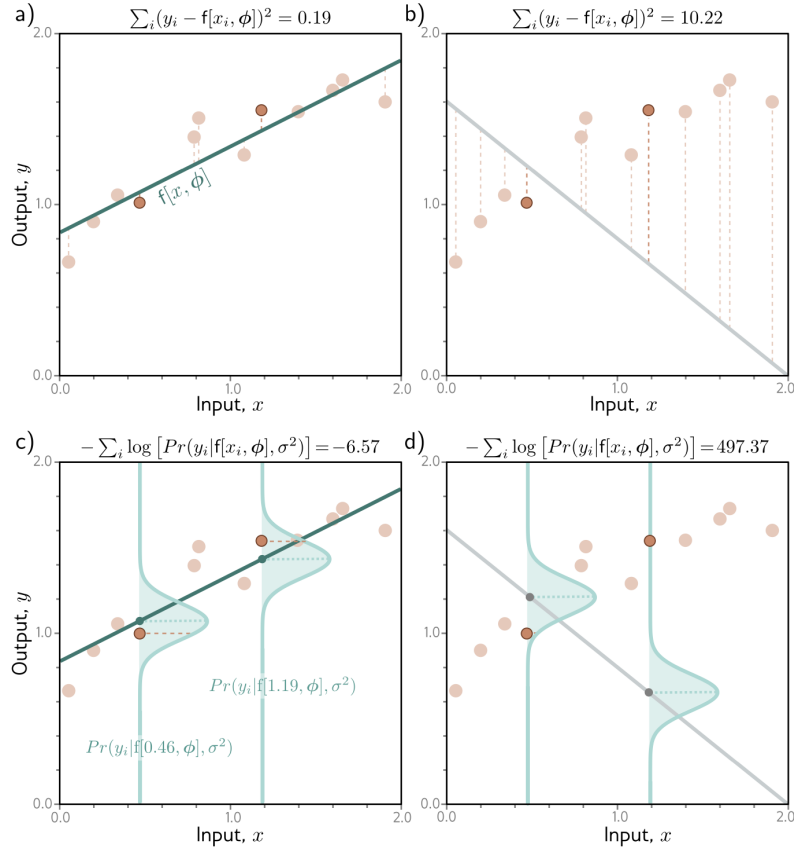 a) ∑ᵢ(yᵢ − f[xᵢ, ϕ])² = 0.19
2.0
1.0
0.0
Output, y
f[x, ϕ]
0.0 1.0 2.0
Input, x
b) ∑ᵢ(yᵢ − f[xᵢ, ϕ])² = 10.22
2.0
1.0
0.0
0.0 1.0 2.0
Input, x
c) − ∑ᵢ log [Pr(yᵢ|f[xᵢ, ϕ], σ²)] = −6.57
2.0
1.0
0.0
Output, y
Pr(yᵢ|f[1.19, ϕ], σ²)
Pr(yᵢ|f[0.46, ϕ], σ²)
0.0 1.0 2.0
Input, x
d) − ∑ᵢ log [Pr(yᵢ|f[xᵢ, ϕ], σ²)] = 497.37
2.0
1.0
0.0
0.0 1.0 2.0
Input, x